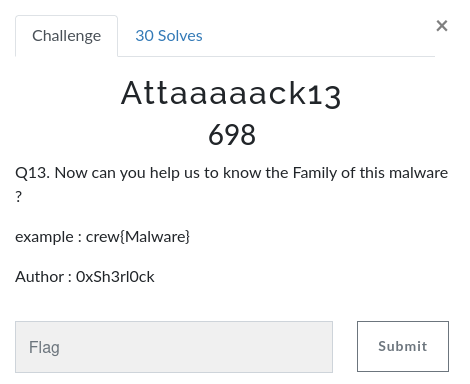 ×
Challenge
30 Solves
Attaaaaack13
698
Q13. Now can you help us to know the Family of this malware
?
example : crew{Malware}
Author : 0xSh3rl0ck
Flag
Submit